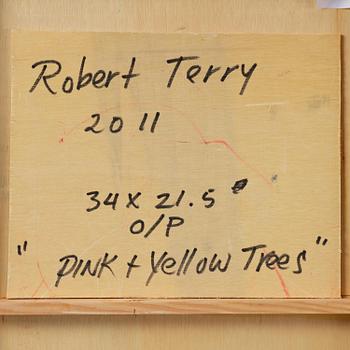 Robert Terry
2011
34 x 21.5"
O/P
"Pink + Yellow Trees"